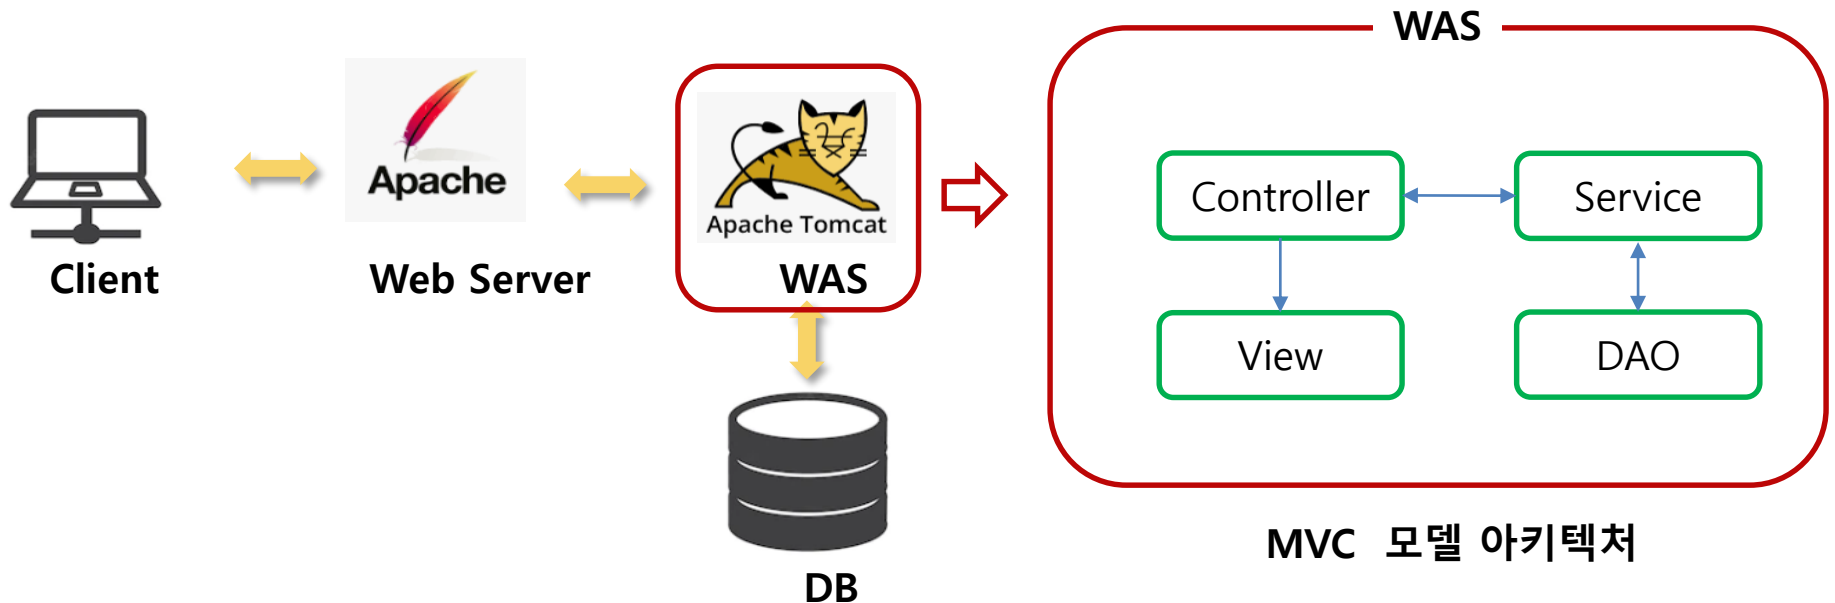 WAS
Apache
Apache Tomcat
Controller
Service
Client
Web Server
WAS
View
DAO
MVC 모델 아키텍처
DB